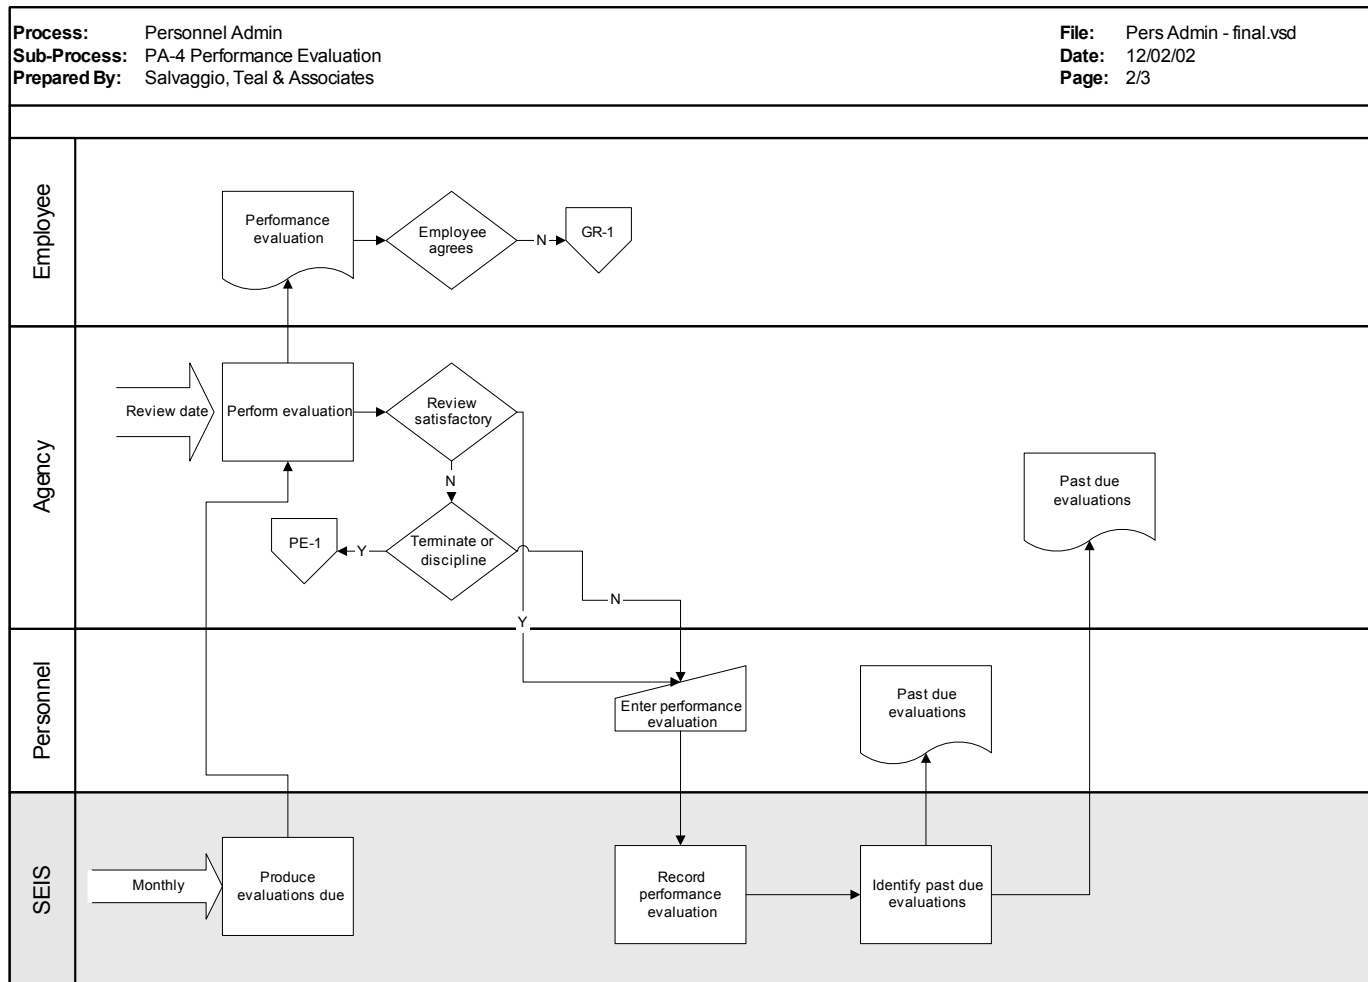 Process: Personnel Admin
Sub-Process: PA-4 Performance Evaluation
Prepared By: Salvaggio, Teal & Associates
File: Pers Admin - final.vsd
Date: 12/02/02
Page: 2/3
Employee
Performance
evaluation
Employee
agrees
N
GR-1
Agency
Review date
Perform evaluation
Review
satisfactory
N
PE-1
Y
Terminate or
discipline
N
Y
Past due
evaluations
Personnel
Enter performance
evaluation
Past due
evaluations
SEIS
Monthly
Produce
evaluations due
Record
performance
evaluation
Identify past due
evaluations